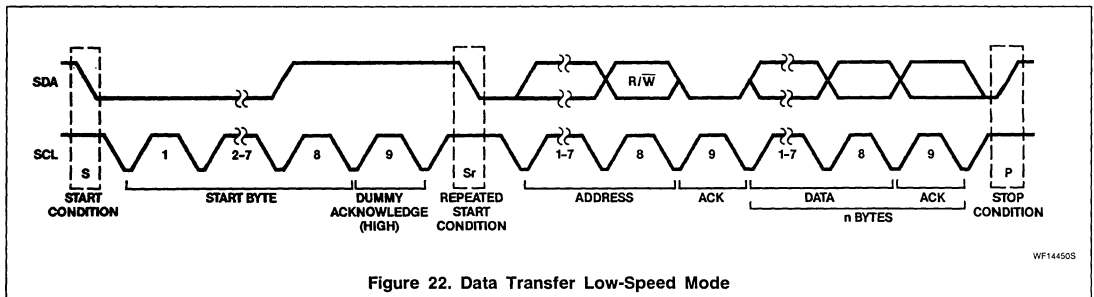 SDA
R/W
SCL
S
1
2–7
8
9
Sr
1–7
8
9
1–7
8
9
P
START
CONDITION
START BYTE
DUMMY
ACKNOWLEDGE
(HIGH)
REPEATED
START
CONDITION
ADDRESS
ACK
DATA
ACK
n BYTES
STOP
CONDITION
WF14450S
Figure 22. Data Transfer Low-Speed Mode